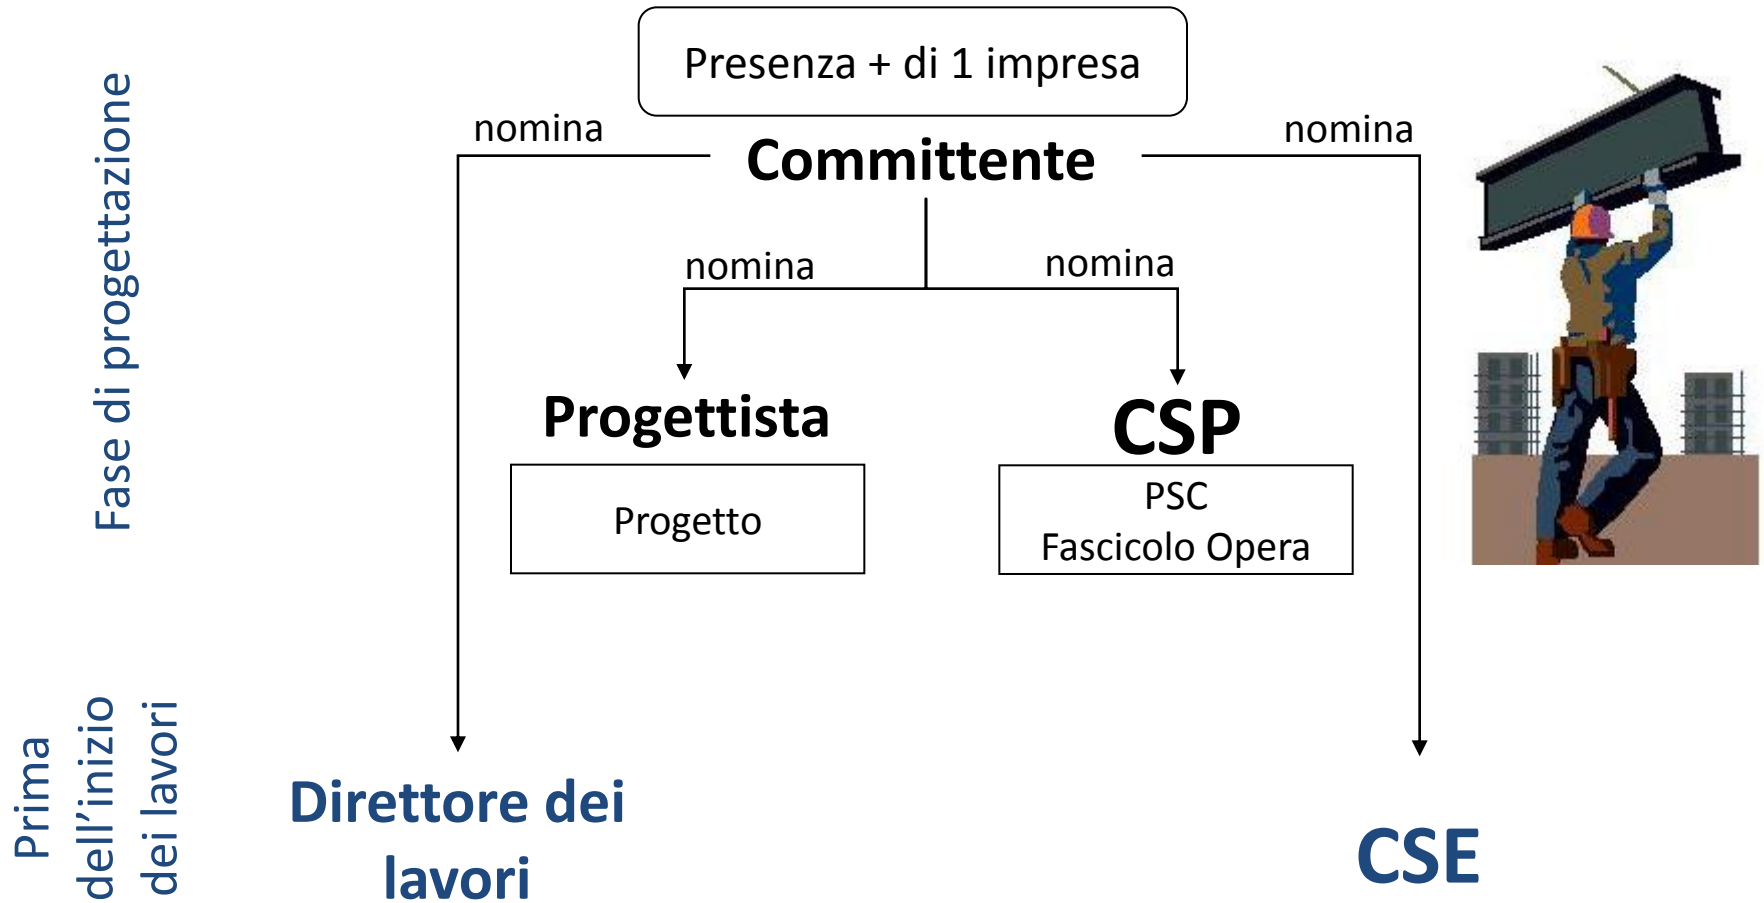 Presenza + di 1 impresa
nomina
Committente
nomina
nomina
nomina
Fase di progettazione
Progettista
CSP
Progetto
PSC
Fascicolo Opera
Prima
dell'inizio
dei lavori
Direttore dei
lavori
CSE